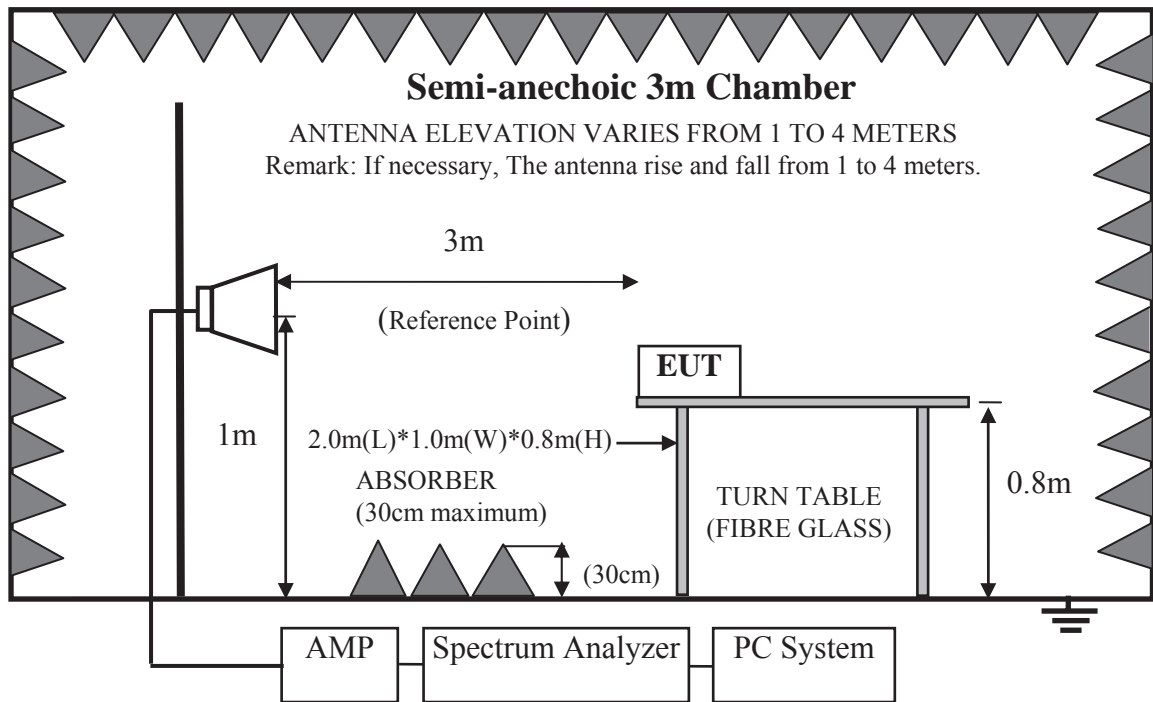 Semi-anechoic 3m Chamber
ANTENNA ELEVATION VARIES FROM 1 TO 4 METERS
Remark: If necessary, The antenna rise and fall from 1 to 4 meters.
3m
(Reference Point)
EUT
1m
2.0m(L)*1.0m(W)*0.8m(H)
ABSORBER
(30cm maximum)
TURN TABLE
(FIBRE GLASS)
0.8m
(30cm)
AMP
Spectrum Analyzer
PC System